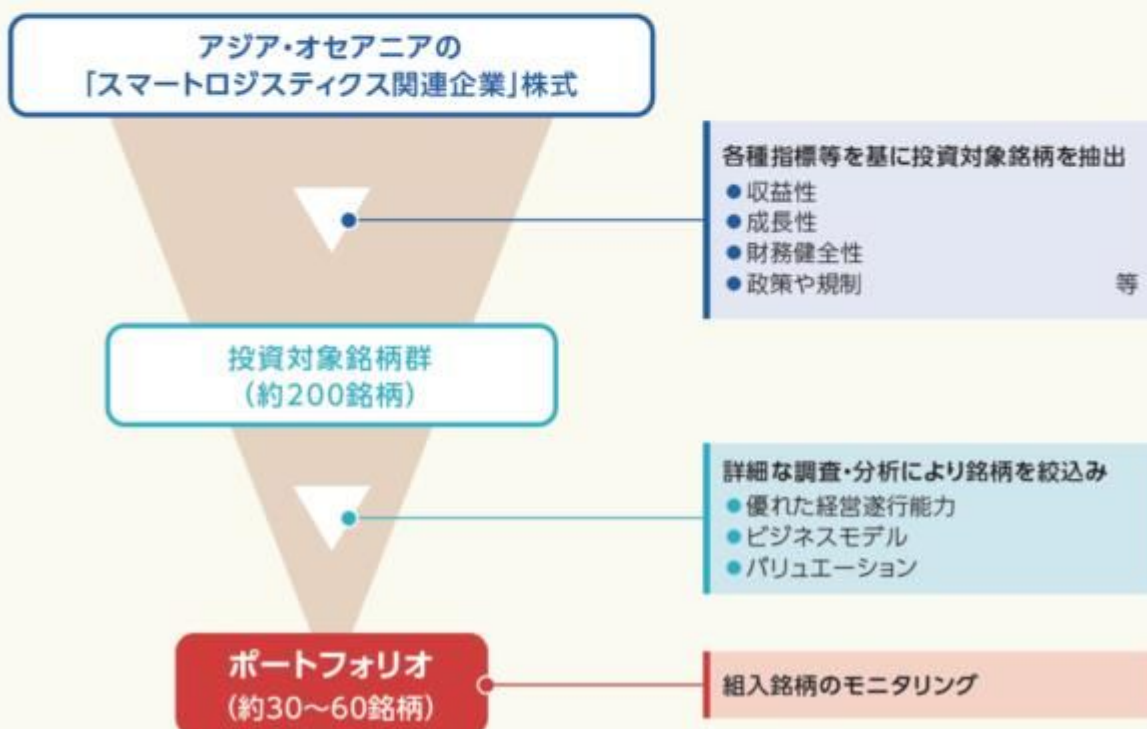 アジア・オセアニアの
「スマートロジスティクス関連企業」株式
各種指標等を基に投資対象銘柄を抽出
●収益性
●成長性
●財務健全性
●政策や規制 等
投資対象銘柄群
(約200銘柄)
詳細な調査・分析により銘柄を絞込み
●優れた経営遂行能力
●ビジネスモデル
●バリュエーション
ポートフォリオ
(約30～60銘柄)
組入銘柄のモニタリング